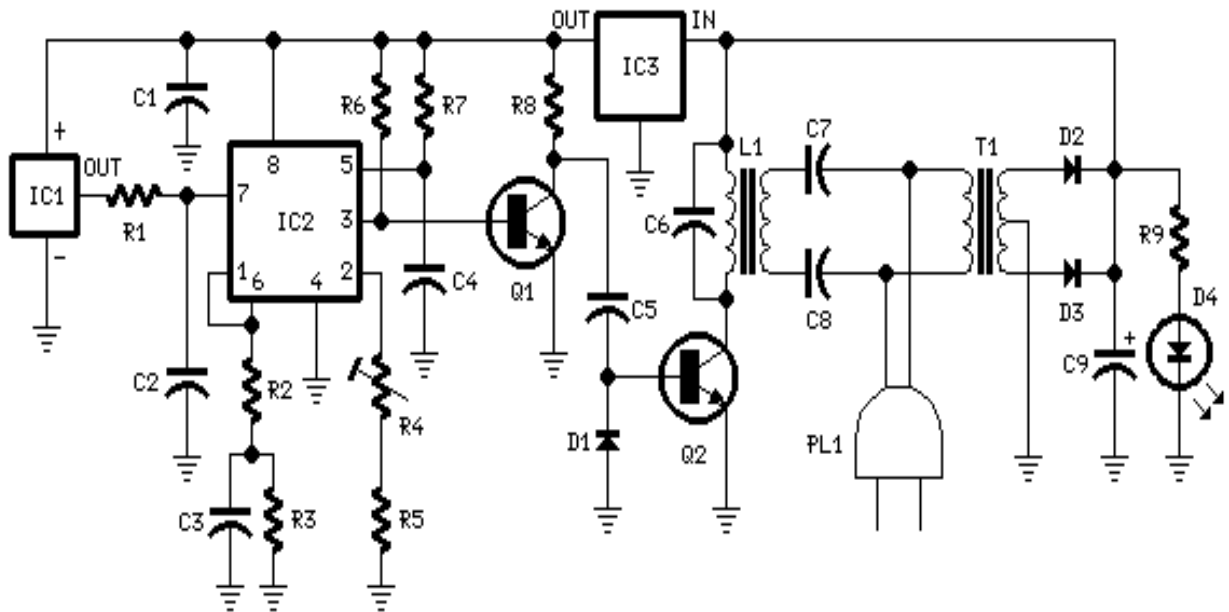 OUT IN
IC3
C1
R6 R7 R8
+
OUT
IC1
-
R1
8
7 5
IC2 3
1 6 4 2
Q1
L1 C7 T1 D2
C6
C8 D3
R9
D4
C4
C5
C2
R2
R4
D1
Q2
PL1
C9 +
C3 R3
R5